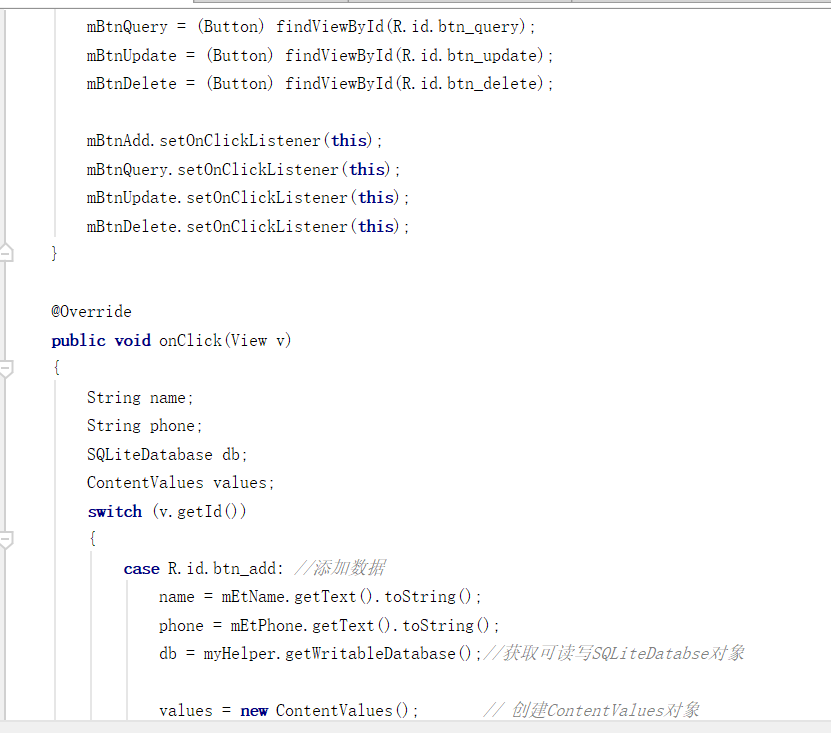 mBtnQuery = (Button) findViewById(R.id.btn_query);
mBtnUpdate = (Button) findViewById(R.id.btn_update);
mBtnDelete = (Button) findViewById(R.id.btn_delete);
mBtnAdd.setOnClickListener(this);
mBtnQuery.setOnClickListener(this);
mBtnUpdate.setOnClickListener(this);
mBtnDelete.setOnClickListener(this);
}
@Override
public void onClick(View v)
{
String name;
String phone;
SQLiteDatabase db;
ContentValues values;
switch (v.getId())
{
case R.id.btn_add: //添加数据
name = mEtName.getText().toString();
phone = mEtPhone.getText().toString();
db = myHelper.getWritableDatabase();//获取可读写SQLiteDatabse对象
values = new ContentValues(); // 创建ContentValues对象